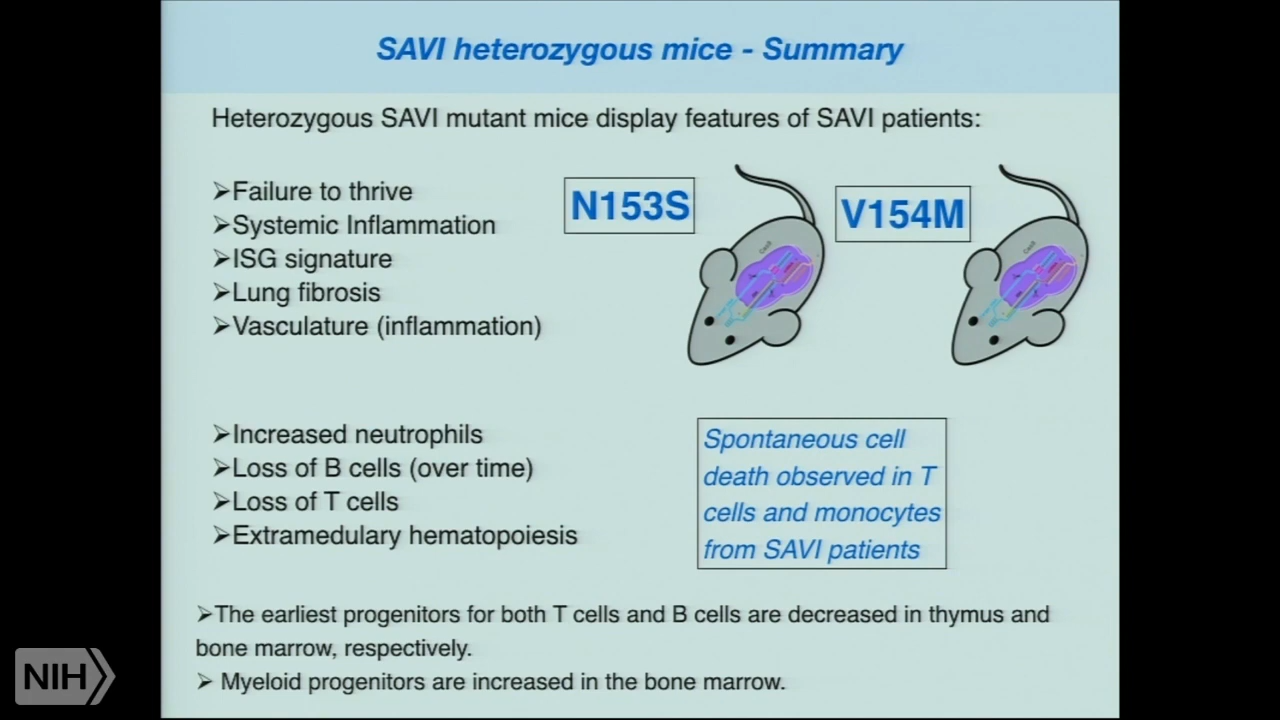 SAVI heterozygous mice - Summary
Heterozygous SAVI mutant mice display features of SAVI patients:
➢Failure to thrive
➢Systemic Inflammation
➢ISG signature
➢Lung fibrosis
➢Vasculature (inflammation)
N153S
V154M
➢Increased neutrophils
➢Loss of B cells (over time)
➢Loss of T cells
➢Extramedulary hematopoiesis
Spontaneous cell
death observed in T
cells and monocytes
from SAVI patients
➢The earliest progenitors for both T cells and B cells are decreased in thymus and
bone marrow, respectively.
➢ Myeloid progenitors are increased in the bone marrow.
NIH